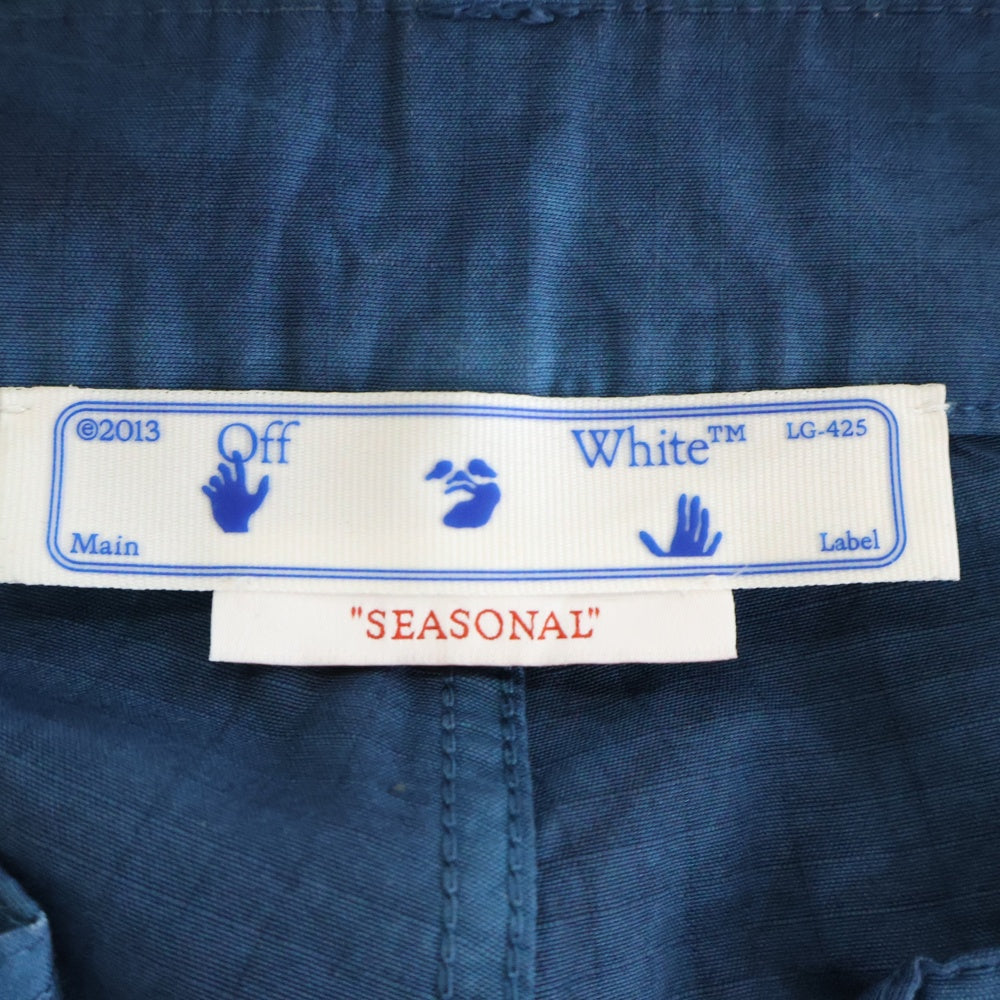 ©2013 Off White™ LG-425
Main Label
"SEASONAL"